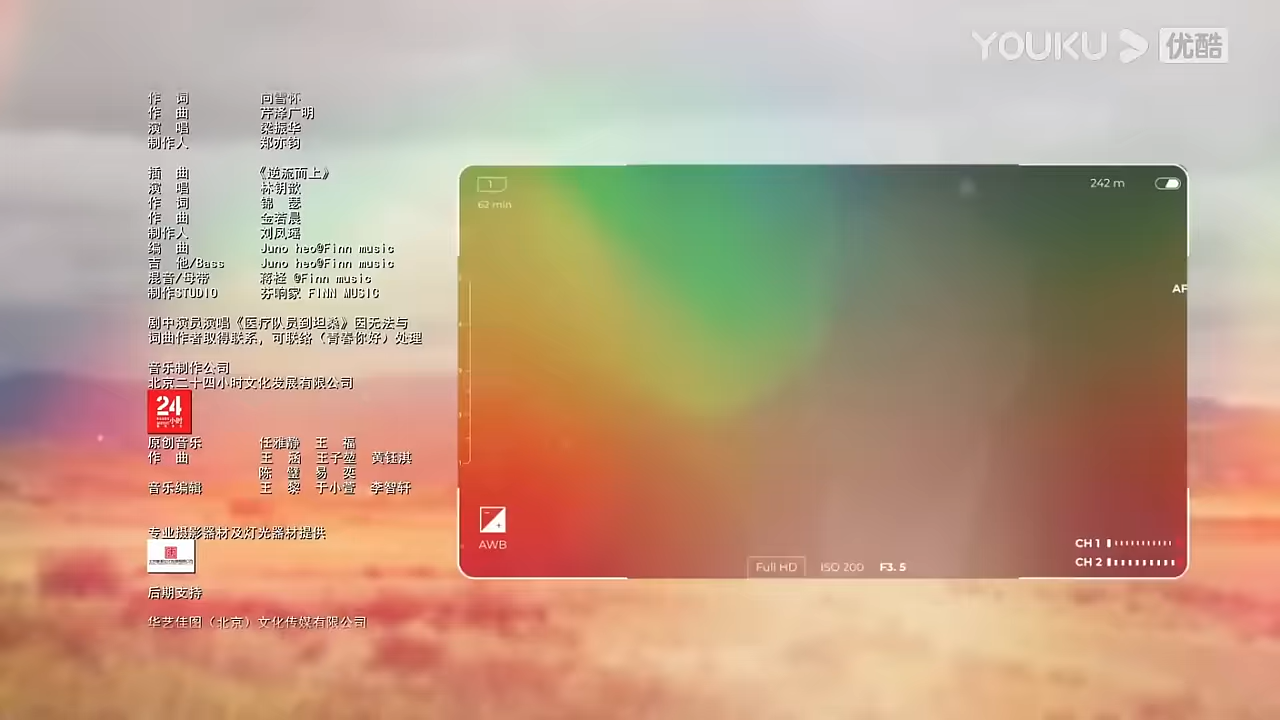 YOUKU 优酷
作 词 向雪怀
作 曲 芹泽广明
演 唱 梁振华
制作人 郑亦钧
插 曲 《逆流而上》
演 唱 林钥歆
作 词 锦 瑟
作 曲 金若晨
制作人 刘凤瑶
编 曲 Juno heo@Finn music
吉 他/Bass Juno heo@Finn music
混音/母带 蒋柽 @Finn music
制作STUDIO 芬响家 FINN MUSIC
剧中演员演唱《医疗队员到坦桑》因无法与
词曲作者取得联系，可联络（青春你好）处理
音乐制作公司
北京二十四小时文化发展有限公司
24
小时
原创音乐 任雅静 王 福
作 曲 王 涵 王子堃 黄钰淇
陈 曌 易 奕
音乐编辑 王 黎 于小萱 李智轩
专业摄影器材及灯光器材提供
后期支持
华艺佳图（北京）文化传媒有限公司
1
62 min
242 m
AF
AWB
Full HD ISO 200 F3. 5
CH 1
CH 2